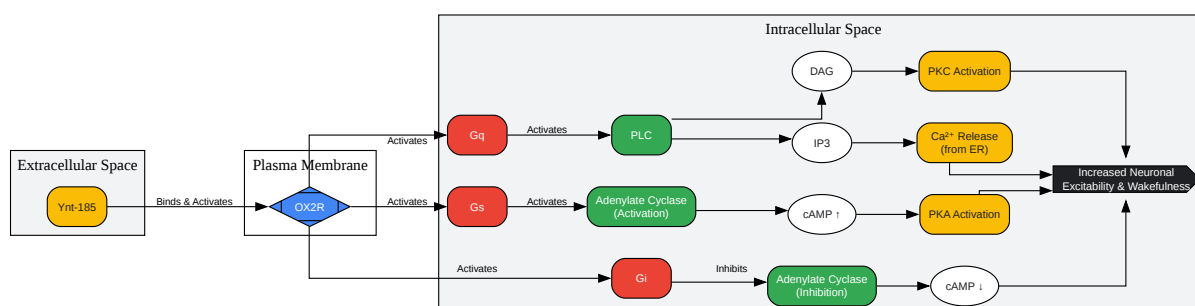 Intracellular Space
DAG
PKC Activation
Activates
Gq
Activates
PLC
IP3
Ca²⁺ Release
(from ER)
Extracellular Space
Ynt-185
Binds & Activates
Plasma Membrane
OX2R
Activates
Gs
Activates
Adenylate Cyclase
(Activation)
cAMP ↑
PKA Activation
Increased Neuronal
Excitability & Wakefulness
Activates
Gi
Inhibits
Adenylate Cyclase
(Inhibition)
cAMP ↓